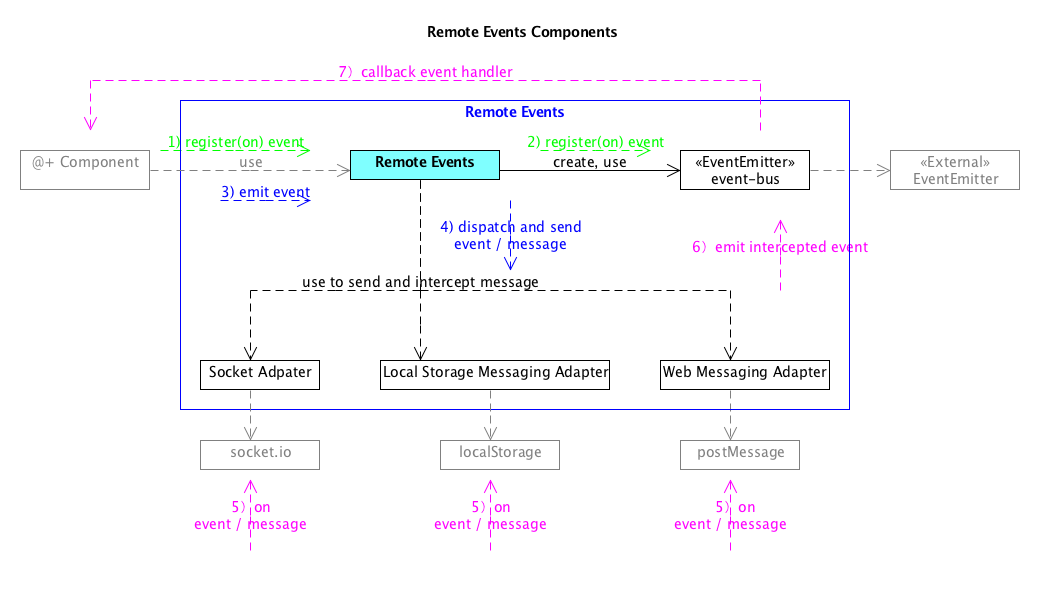 Remote Events Components
7) callback event handler
Remote Events
1) register(on) event
2) register(on) event
@+ Component
use
Remote Events
create, use
«EventEmitter»
event-bus
«External»
EventEmitter
3) emit event
4) dispatch and send
event / message
6) emit intercepted event
use to send and intercept message
Socket Adpater
Local Storage Messaging Adapter
Web Messaging Adapter
socket.io
localStorage
postMessage
5) on
event / message
5) on
event / message
5) on
event / message